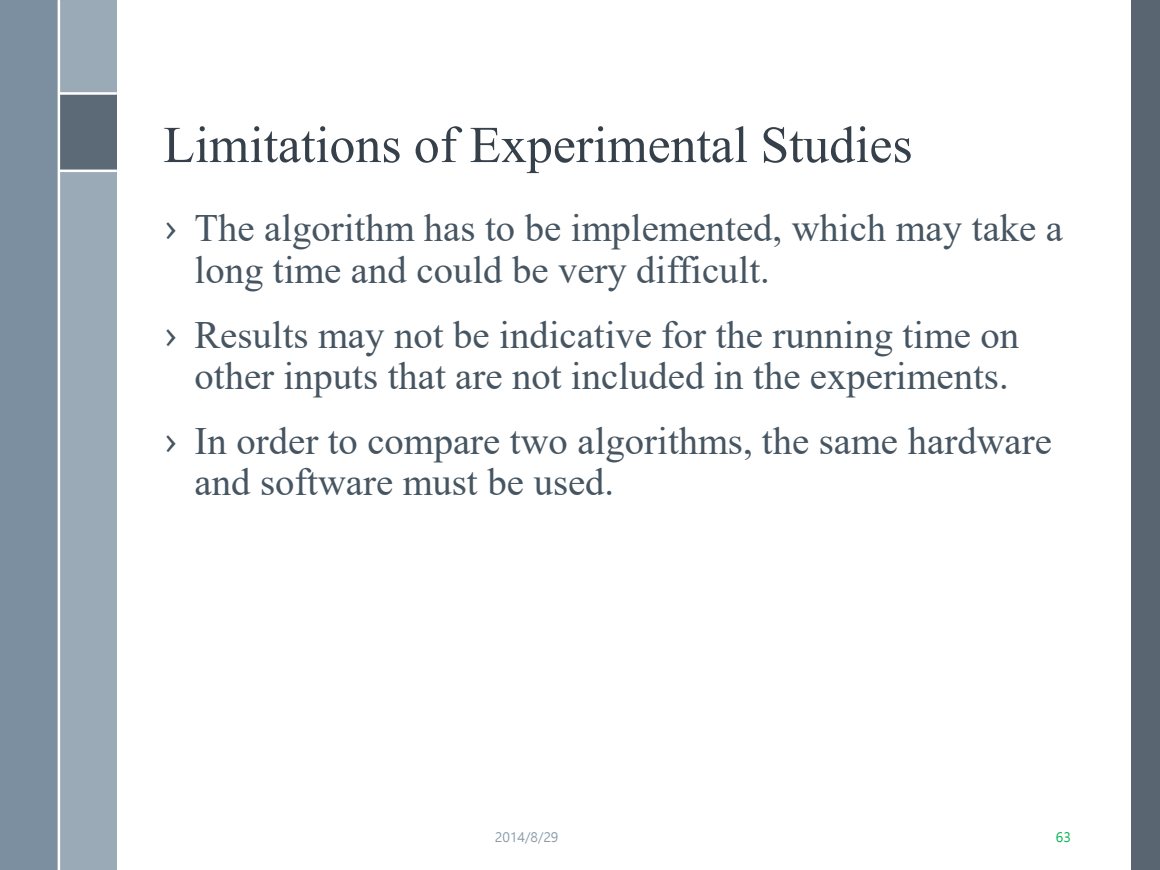 Limitations of Experimental Studies
› The algorithm has to be implemented, which may take a
long time and could be very difficult.
› Results may not be indicative for the running time on
other inputs that are not included in the experiments.
› In order to compare two algorithms, the same hardware
and software must be used.
2014/8/29
63